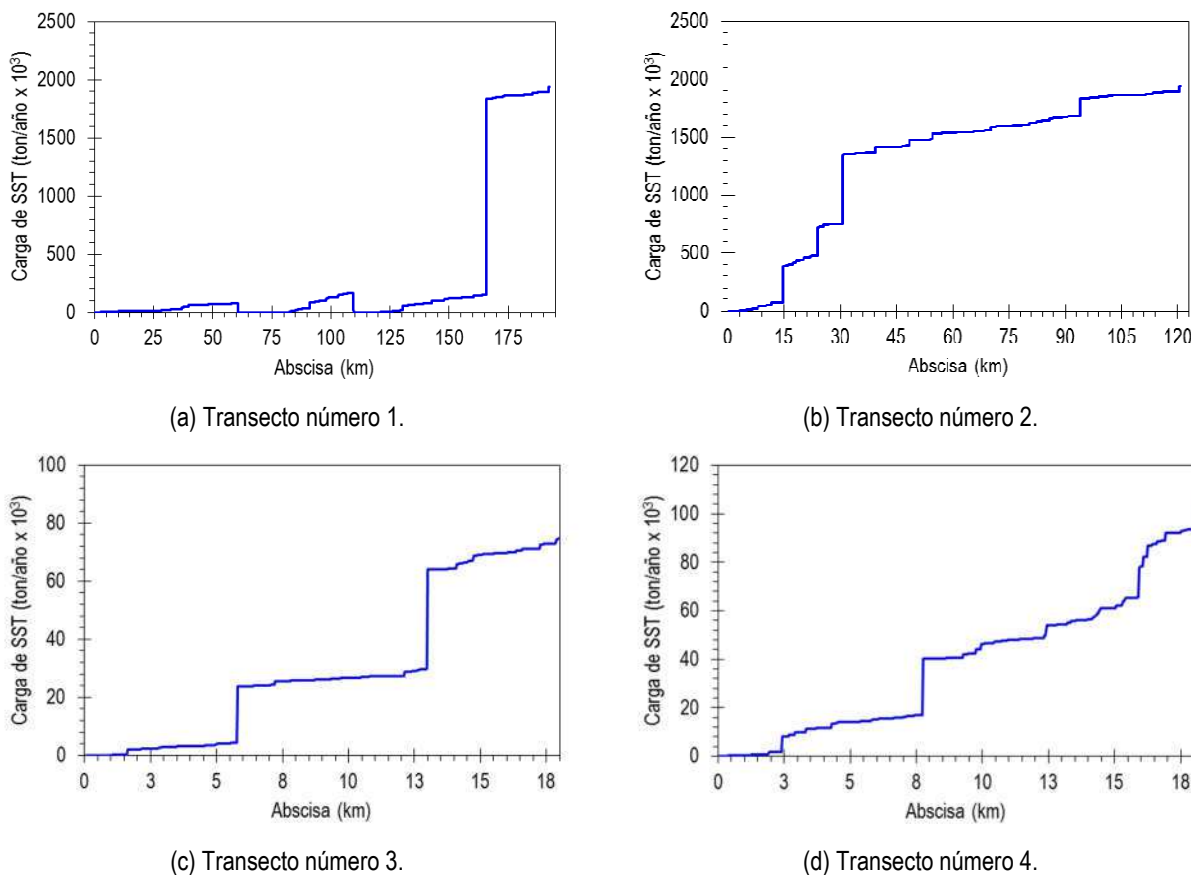 2500
2000
1500
1000
500
0
Carga de SST (ton/año x 10³)
0 25 50 75 100 125 150 175
Abscisa (km)
(a) Transecto número 1.
2500
2000
1500
1000
500
0
Carga de SST (ton/año x 10³)
0 15 30 45 60 75 90 105 120
Abscisa (km)
(b) Transecto número 2.
100
80
60
40
20
0
Carga de SST (ton/año x 10³)
0 3 5 8 10 13 15 18
Abscisa (km)
(c) Transecto número 3.
120
100
80
60
40
20
0
Carga de SST (ton/año x 10³)
0 3 5 8 10 13 15 18
Abscisa (km)
(d) Transecto número 4.